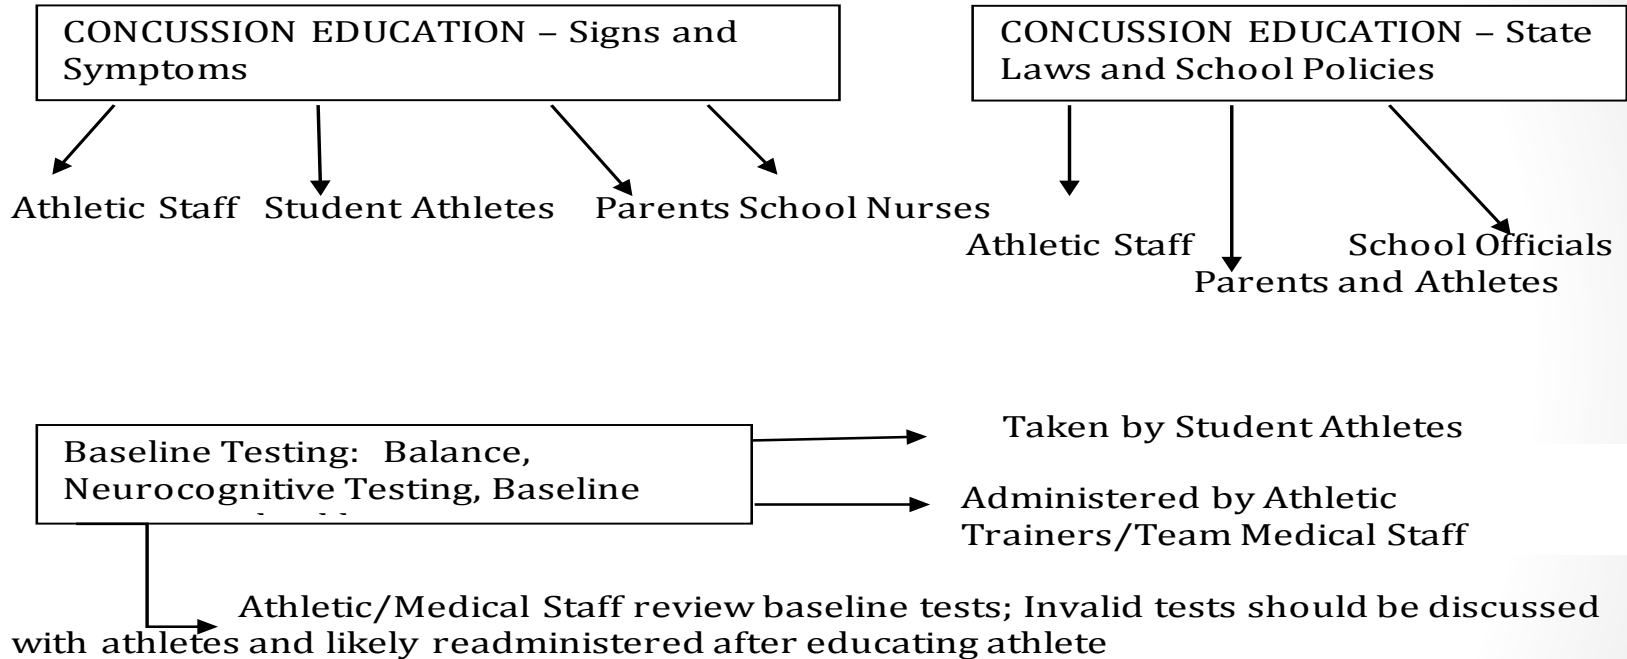 CONCUSSION EDUCATION – Signs and
Symptoms
CONCUSSION EDUCATION – State
Laws and School Policies
Athletic Staff Student Athletes Parents School Nurses
Athletic Staff School Officials
Parents and Athletes
Baseline Testing: Balance,
Neurocognitive Testing, Baseline
Taken by Student Athletes
Administered by Athletic
Trainers/Team Medical Staff
Athletic/Medical Staff review baseline tests; Invalid tests should be discussed
with athletes and likely readministered after educating athlete